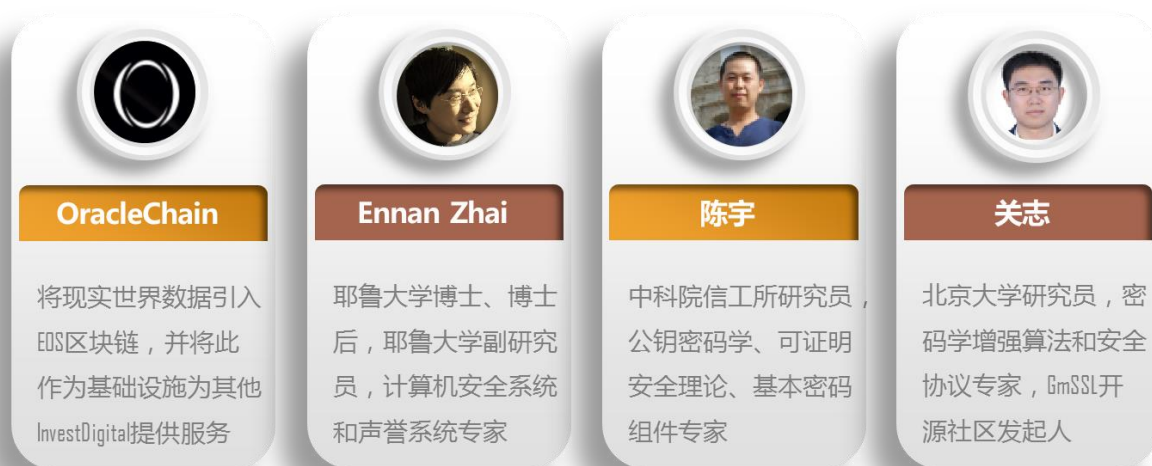 OracleChain
将现实世界数据引入
EOS区块链，并将此
作为基础设施为其他
InvestDigital提供服务
Ennan Zhai
耶鲁大学博士、博士
后，耶鲁大学副研究
员，计算机安全系统
和声誉系统专家
陈宇
中科院信工所研究员，
公钥密码学、可证明
安全理论、基本密码
组件专家
关志
北京大学研究员，密
码学增强算法和安全
协议专家，GmSSL开
源社区发起人